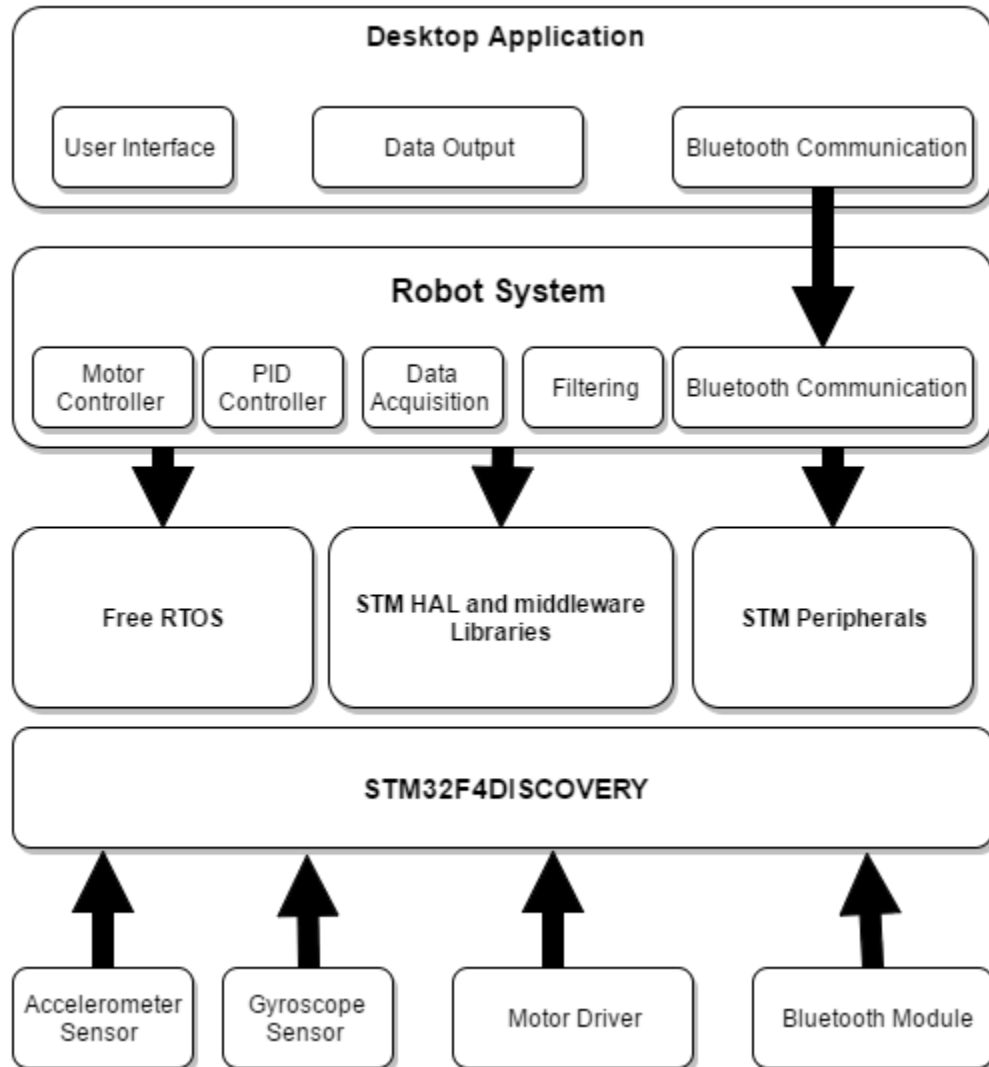 Desktop Application
User Interface
Data Output
Bluetooth Communication
Robot System
Motor
Controller
PID
Controller
Data
Acquisition
Filtering
Bluetooth Communication
Free RTOS
STM HAL and middleware
Libraries
STM Peripherals
STM32F4DISCOVERY
Accelerometer
Sensor
Gyroscope
Sensor
Motor Driver
Bluetooth Module